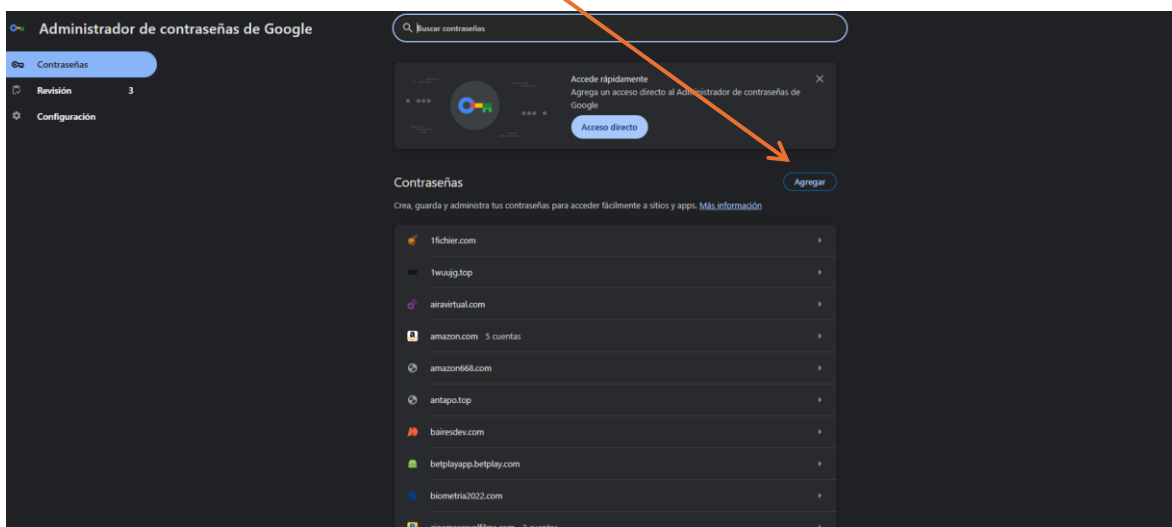 Administrador de contraseñas de Google
Buscar contraseñas
Contraseñas
Revisión 3
Configuración
Accede rápidamente
Agrega un acceso directo al Administrador de contraseñas de
Google
Acceso directo
Contraseñas
Agregar
Crea, guarda y administra tus contraseñas para acceder fácilmente a sitios y apps. Más información
1fichier.com
1wuujg.top
airavirtual.com
amazon.com 5 cuentas
amazon668.com
antapo.top
bairesdev.com
betplayapp.betplay.com
biometria2022.com